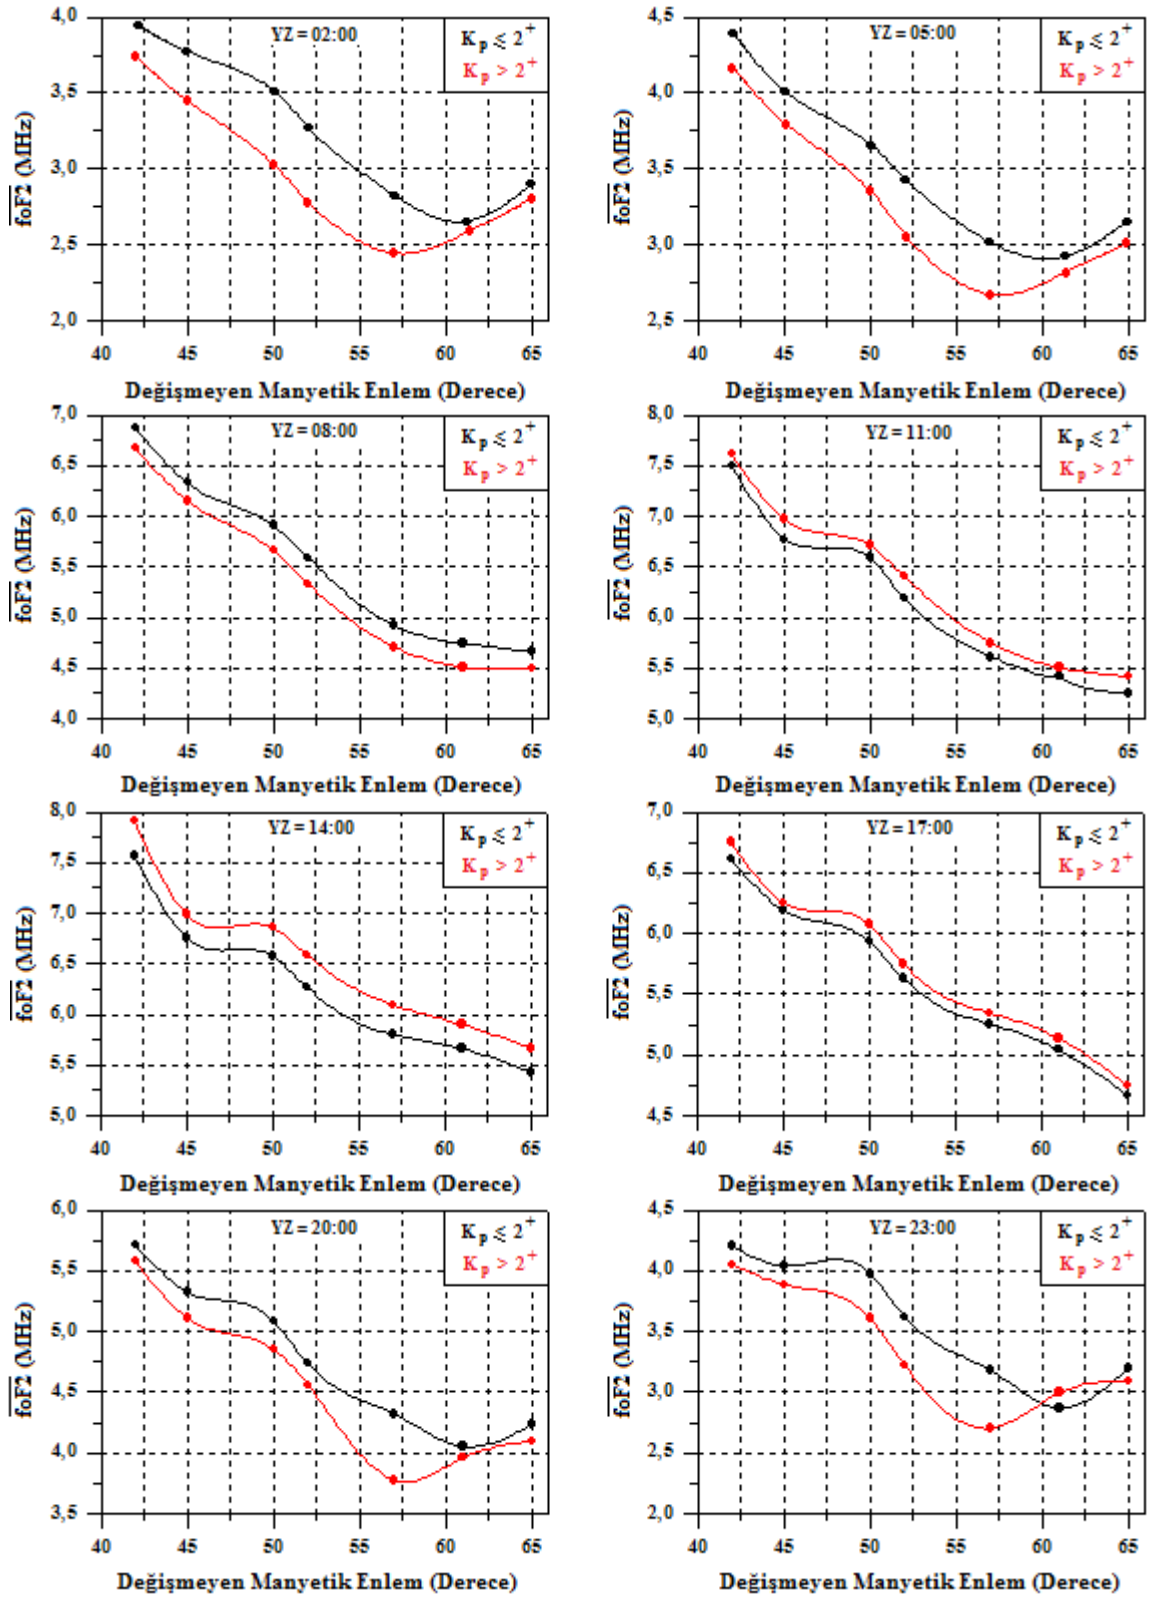 4,0
3,5
3,0
2,5
2,0
40 45 50 55 60 65
foF2 (MHz)
YZ = 02:00
Kp ⩽ 2+
Kp > 2+
Değişmeyen Manyetik Enlem (Derece)
4,5
4,0
3,5
3,0
2,5
40 45 50 55 60 65
foF2 (MHz)
YZ = 05:00
Kp ⩽ 2+
Kp > 2+
Değişmeyen Manyetik Enlem (Derece)
7,0
6,5
6,0
5,5
5,0
4,5
4,0
40 45 50 55 60 65
foF2 (MHz)
YZ = 08:00
Kp ⩽ 2+
Kp > 2+
Değişmeyen Manyetik Enlem (Derece)
8,0
7,5
7,0
6,5
6,0
5,5
5,0
40 45 50 55 60 65
foF2 (MHz)
YZ = 11:00
Kp ⩽ 2+
Kp > 2+
Değişmeyen Manyetik Enlem (Derece)
8,0
7,5
7,0
6,5
6,0
5,5
5,0
40 45 50 55 60 65
foF2 (MHz)
YZ = 14:00
Kp ⩽ 2+
Kp > 2+
Değişmeyen Manyetik Enlem (Derece)
7,0
6,5
6,0
5,5
5,0
4,5
40 45 50 55 60 65
foF2 (MHz)
YZ = 17:00
Kp ⩽ 2+
Kp > 2+
Değişmeyen Manyetik Enlem (Derece)
6,0
5,5
5,0
4,5
4,0
3,5
40 45 50 55 60 65
foF2 (MHz)
YZ = 20:00
Kp ⩽ 2+
Kp > 2+
Değişmeyen Manyetik Enlem (Derece)
4,5
4,0
3,5
3,0
2,5
2,0
40 45 50 55 60 65
foF2 (MHz)
YZ = 23:00
Kp ⩽ 2+
Kp > 2+
Değişmeyen Manyetik Enlem (Derece)